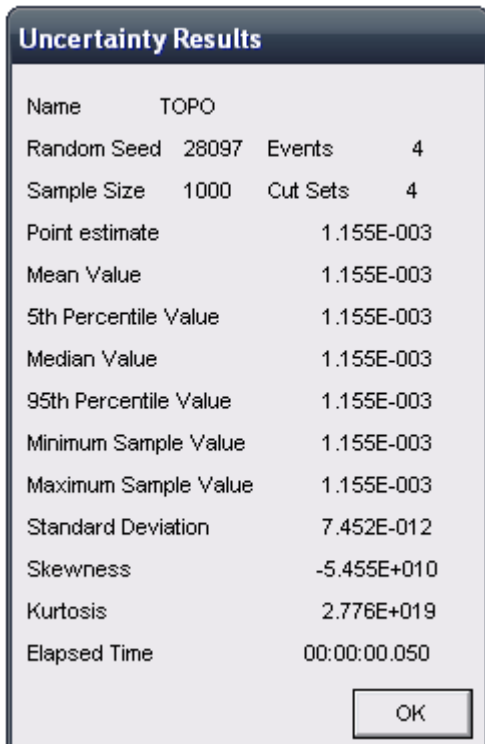 Uncertainty Results
Name TOPO
Random Seed 28097 Events 4
Sample Size 1000 Cut Sets 4
Point estimate 1.155E-003
Mean Value 1.155E-003
5th Percentile Value 1.155E-003
Median Value 1.155E-003
95th Percentile Value 1.155E-003
Minimum Sample Value 1.155E-003
Maximum Sample Value 1.155E-003
Standard Deviation 7.452E-012
Skewness -5.455E+010
Kurtosis 2.776E+019
Elapsed Time 00:00:00.050
OK